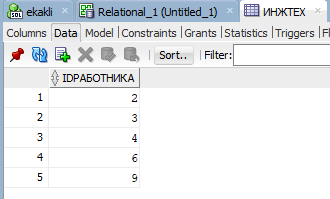 ekakli Relational_1 (Untitled_1) ИНЖТЕХ
Columns Data Model Constraints Grants Statistics Triggers Fl
Sort.. Filter:
IDРАБОТНИКА
1 2
2 3
3 4
4 6
5 9